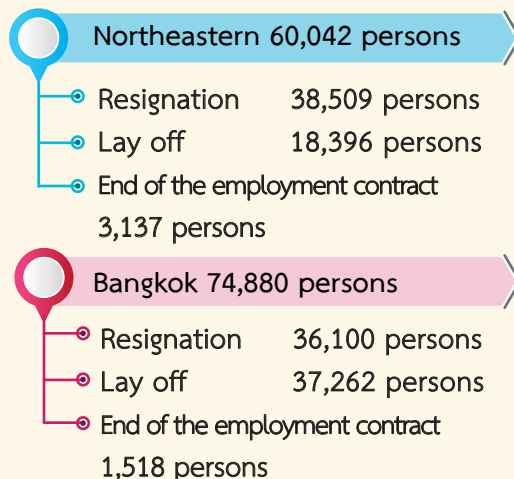 Northeastern 60,042 persons
Resignation 38,509 persons
Lay off 18,396 persons
End of the employment contract
3,137 persons
Bangkok 74,880 persons
Resignation 36,100 persons
Lay off 37,262 persons
End of the employment contract
1,518 persons